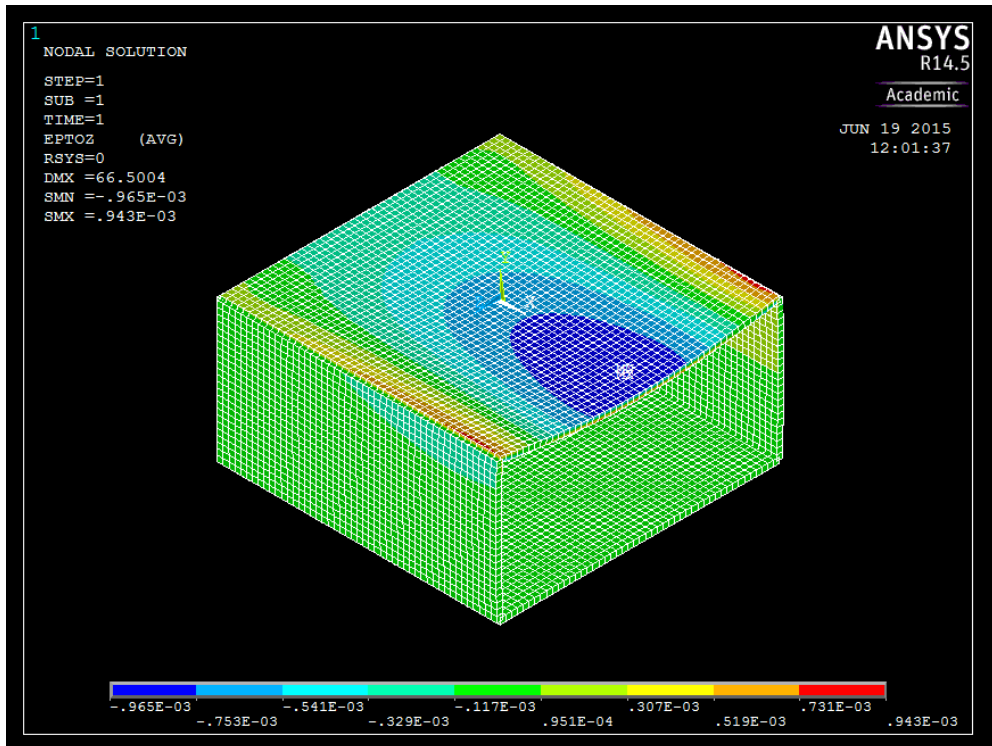 1
NODAL SOLUTION
STEP=1
SUB =1
TIME=1
EPTOZ (AVG)
RSYS=0
DMX =66.5004
SMN =-.965E-03
SMX =.943E-03
ANSYS
R14.5
Academic
JUN 19 2015
12:01:37
X
-.965E-03 -.541E-03 -.117E-03 .307E-03 .731E-03
-.753E-03 -.329E-03 .951E-04 .519E-03 .943E-03